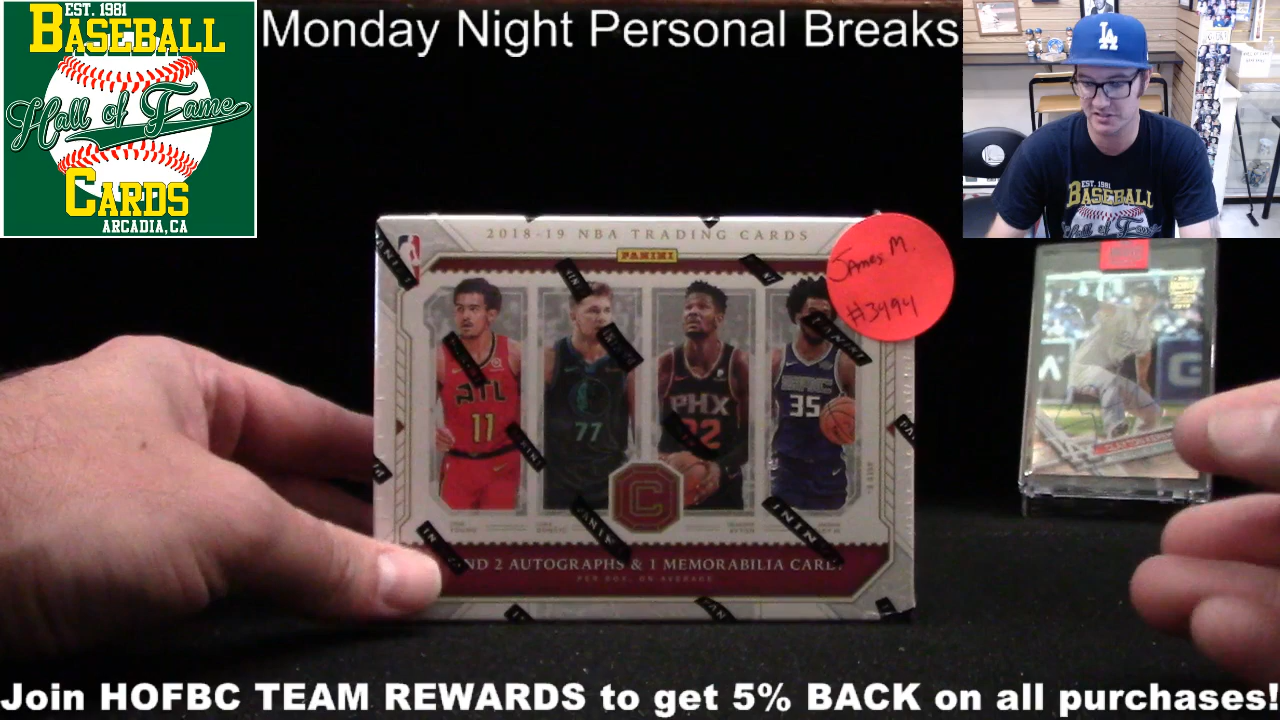 EST. 1981
BASEBALL
Hall of Fame
CARDS
ARCADIA, CA
Monday Night Personal Breaks
LA
EST. 1981
BASEBALL
Hall of Fame
2018-19 NBA TRADING CARDS
PANINI
James M.
#3494
ATL
11
77
PHX
22
SAC
35
C
2 AUTOGRAPHS & 1 MEMORABILIA CARD
PER BOX, ON AVERAGE
Join HOFBC TEAM REWARDS to get 5% BACK on all purchases!